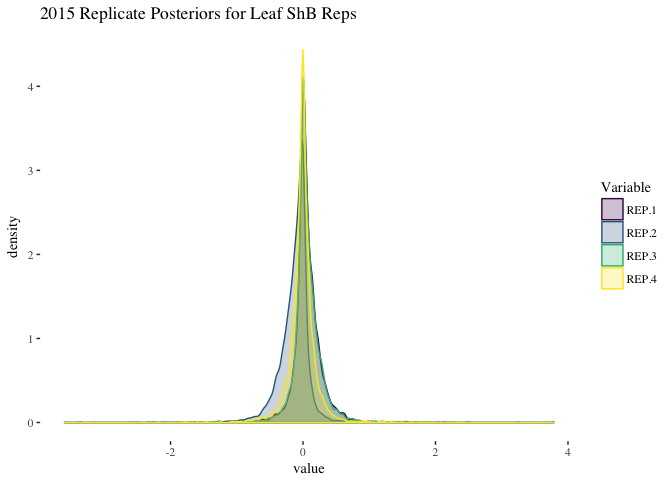 2015 Replicate Posteriors for Leaf ShB Reps
4
3
2
1
0
density
-2
0
2
4
value
Variable
REP.1
REP.2
REP.3
REP.4